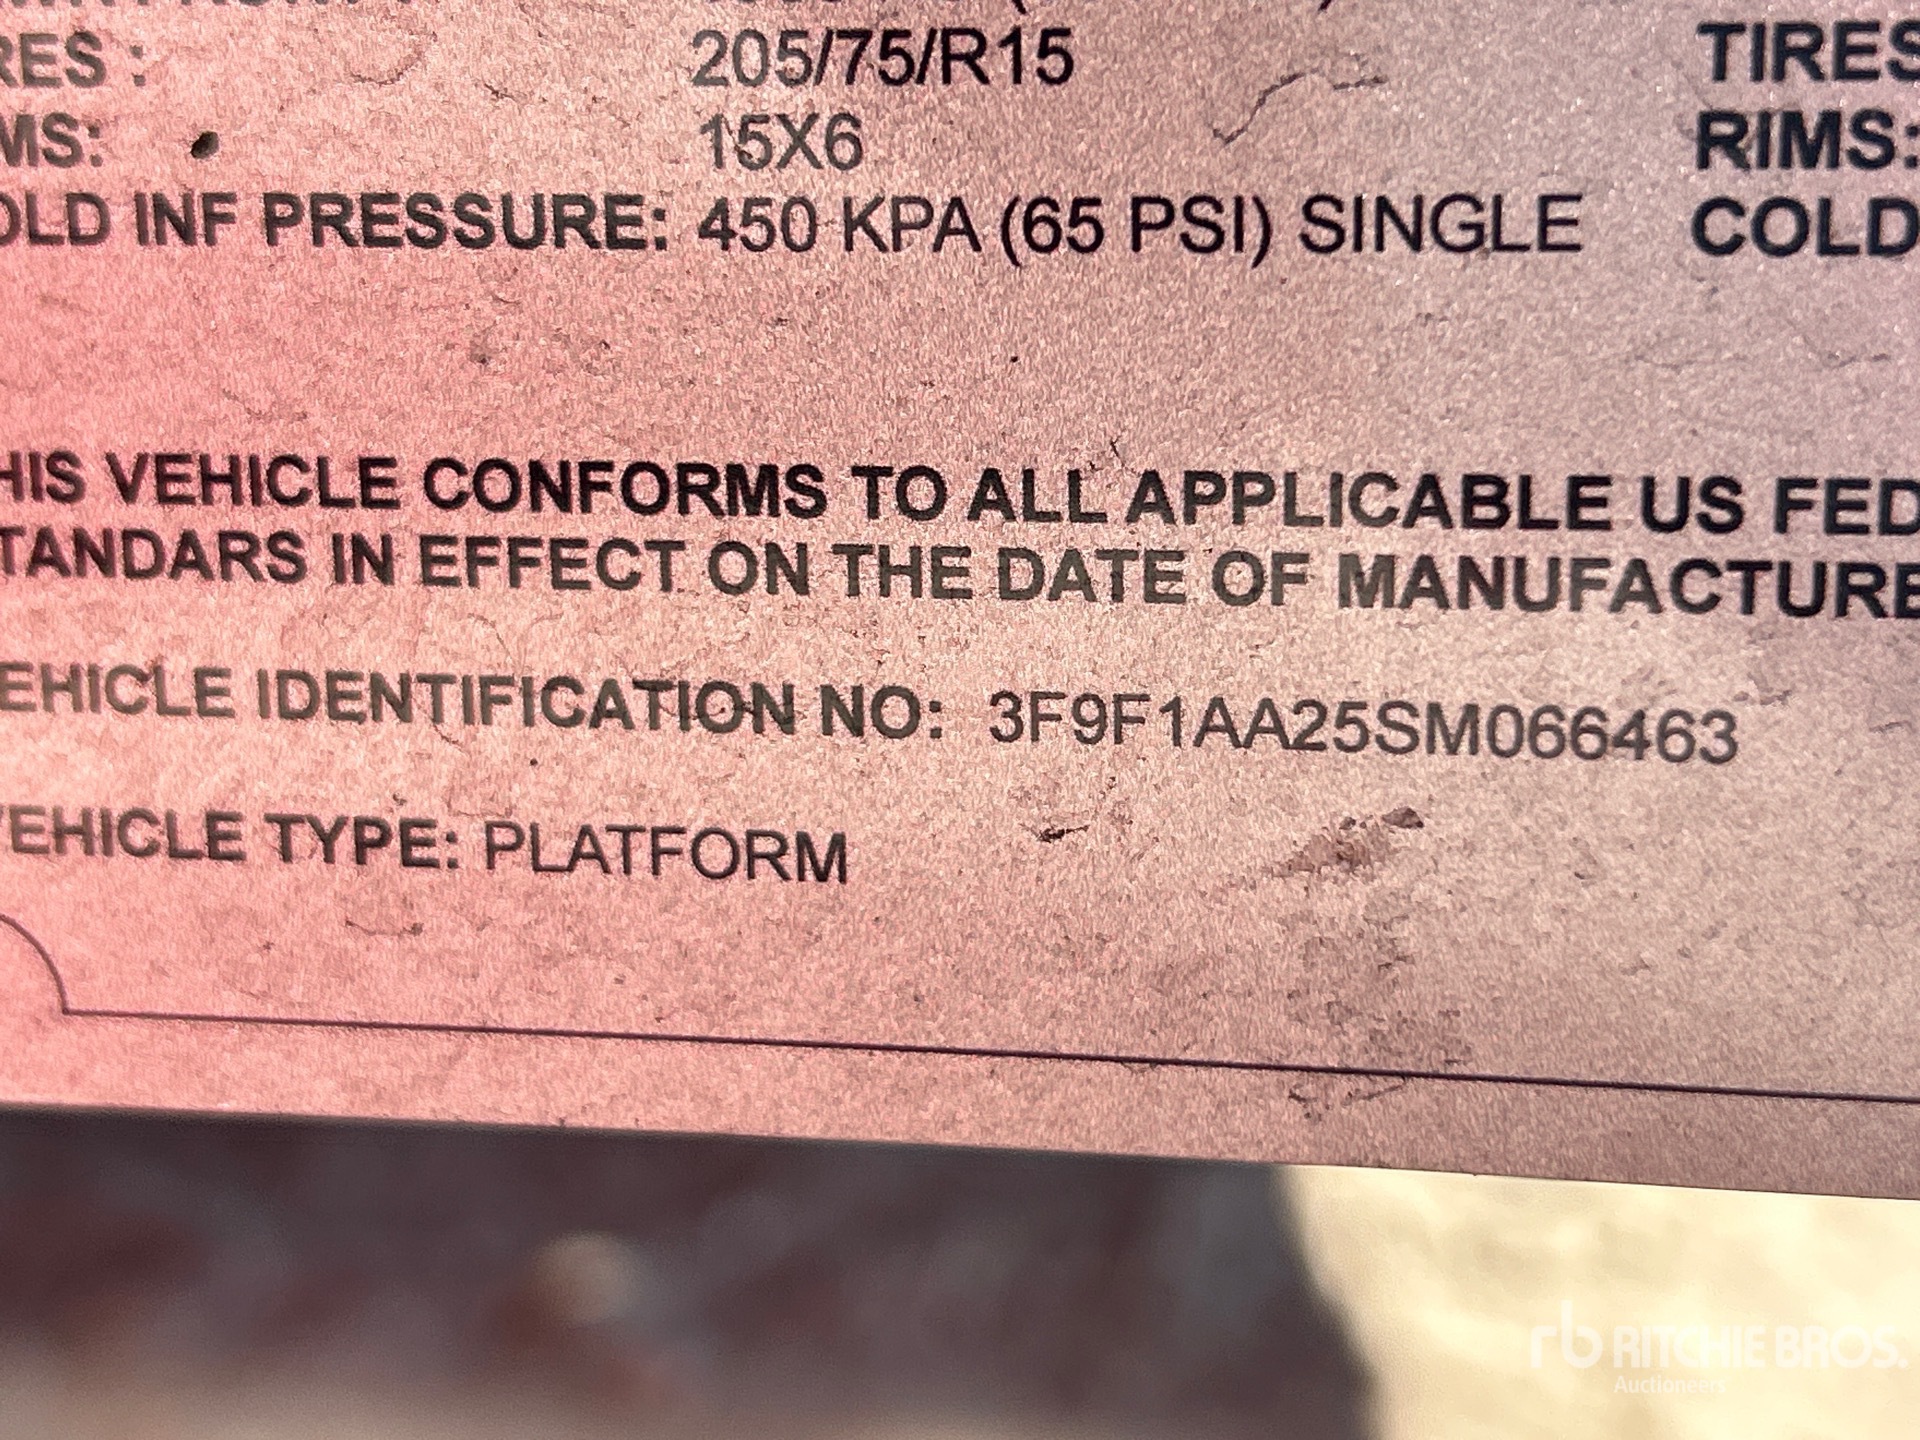 RES : 205/75/R15 TIRES
MS: 15X6 RIMS:
OLD INF PRESSURE: 450 KPA (65 PSI) SINGLE COLD
HIS VEHICLE CONFORMS TO ALL APPLICABLE US FED
TANDARS IN EFFECT ON THE DATE OF MANUFACTURE
EHICLE IDENTIFICATION NO: 3F9F1AA25SM066463
VEHICLE TYPE: PLATFORM
rb RITCHIE BROS.
Auctioneers